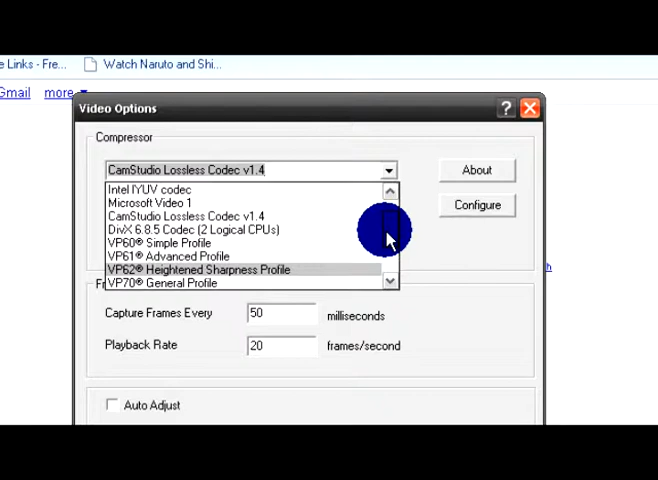 e Links - Fre...
Watch Naruto and Shi...
Gmail more
Video Options
?
Compressor
CamStudio Lossless Codec v1.4
About
Intel IYUV codec
Microsoft Video 1
CamStudio Lossless Codec v1.4
DivX 6.8.5 Codec (2 Logical CPUs)
VP60® Simple Profile
VP61® Advanced Profile
VP62® Heightened Sharpness Profile
VP70® General Profile
Configure
h
Fr
Capture Frames Every 50 milliseconds
Playback Rate 20 frames/second
Auto Adjust